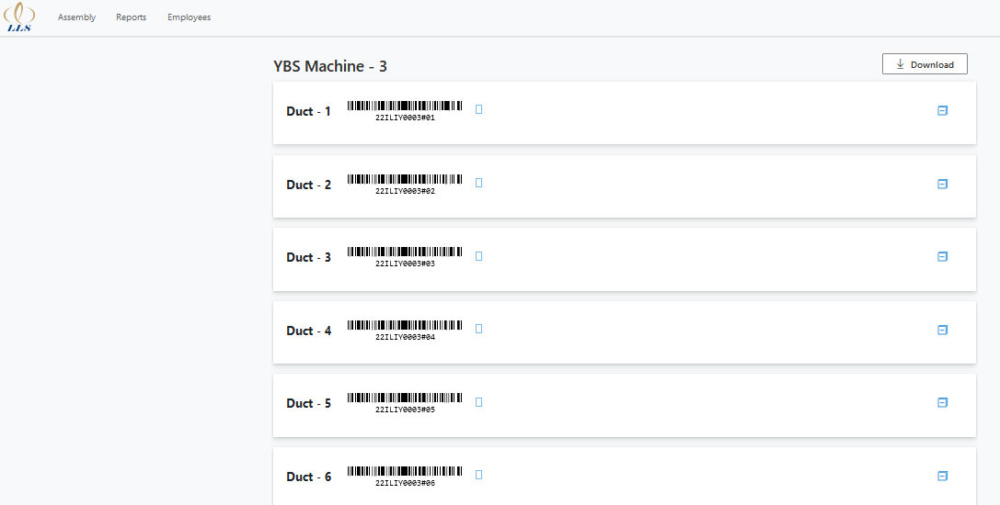 LLS
Assembly Reports Employees
YBS Machine - 3
Download
Duct - 1
22ILIY0003#01
Duct - 2
22ILIY0003#02
Duct - 3
22ILIY0003#03
Duct - 4
22ILIY0003#04
Duct - 5
22ILIY0003#05
Duct - 6
22ILIY0003#06